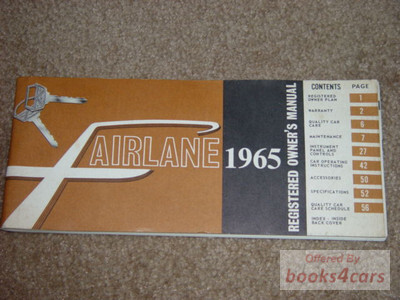 FAIRLANE
1965
REGISTERED OWNER'S MANUAL
CONTENTS PAGE
REGISTERED
OWNER PLAN 1
WARRANTY 2
QUALITY CAR
CARE
MAINTENANCE 7
INSTRUMENT
PANEL AND
CONTROLS 27
CAR OPERATING
INSTRUCTIONS 42
ACCESSORIES 50
SPECIFICATIONS 52
QUALITY CAR
CARE SCHEDULE 56
INDEX - INSIDE
BACK COVER
Offered By
books4cars